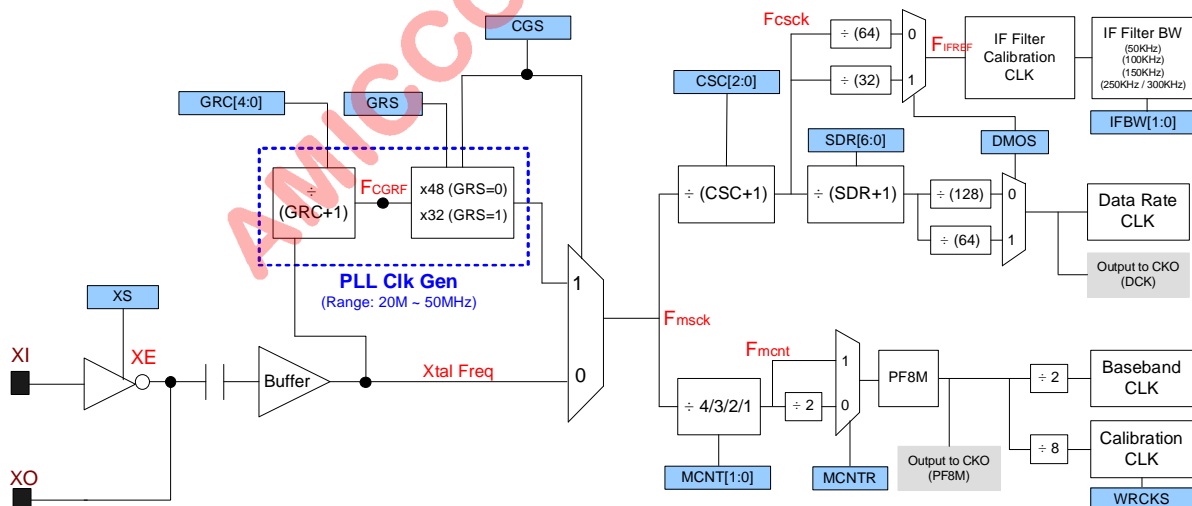 AMICCO
CGS
GRC[4:0]
GRS
÷
(GRC+1)
FCGRF
x48 (GRS=0)
x32 (GRS=1)
PLL Clk Gen
(Range: 20M ~ 50MHz)
XS
XI
XE
XO
Buffer
Xtal Freq
1
0
Fmsck
CSC[2:0]
÷ (CSC+1)
Fcsck
÷ (64)
÷ (32)
0
1
FIFREF
IF Filter
Calibration
CLK
IF Filter BW
(50KHz)
(100KHz)
(150KHz)
(250KHz / 300KHz)
IFBW[1:0]
SDR[6:0]
÷ (SDR+1)
DMOS
÷ (128)
÷ (64)
0
1
Data Rate
CLK
Output to CKO
(DCK)
÷ 4/3/2/1
MCNT[1:0]
Fmcnt
÷ 2
1
0
MCNTR
PF8M
Output to CKO
(PF8M)
÷ 2
Baseband
CLK
÷ 8
Calibration
CLK
WRCKS